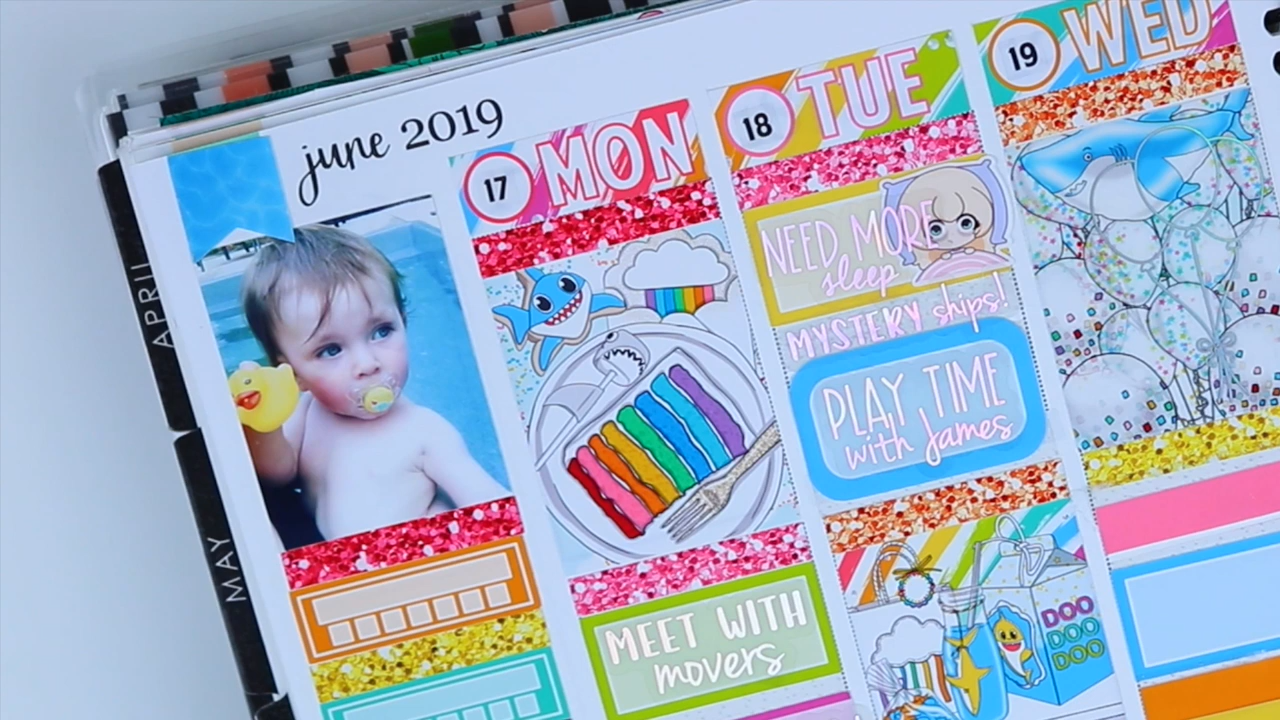 june 2019
17 MON
18 TUE
19 WED
APRIL
MAY
NEED MORE
sleep
MYSTERY ships!
PLAY TIME
with James
MEET WITH
movers
DOO
DOO
DOO